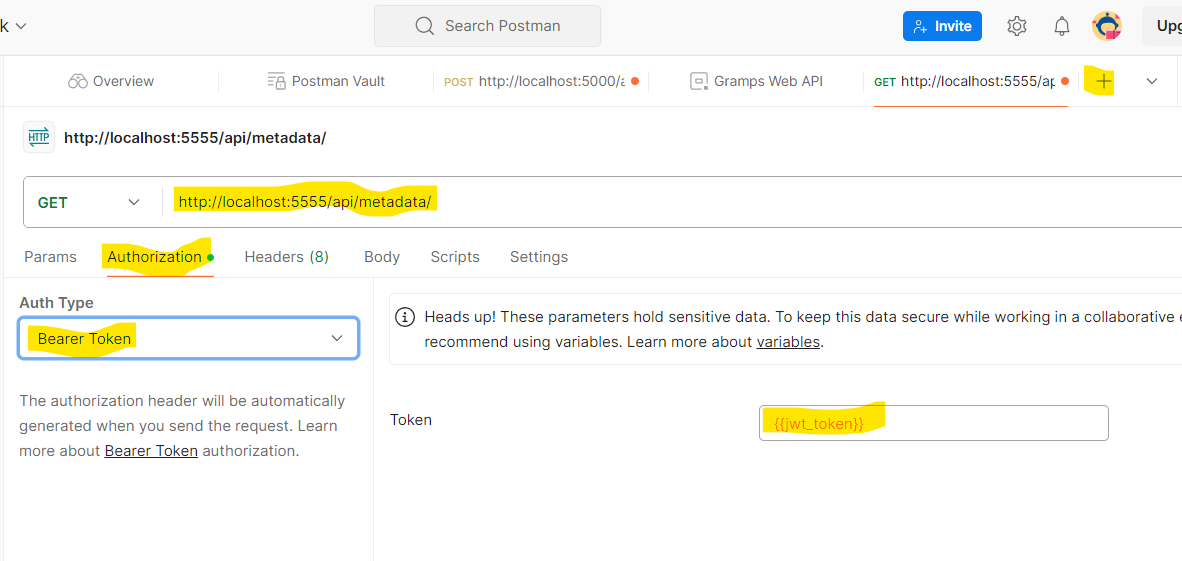 k
Search Postman
Invite
Upg
Overview
Postman Vault
POST http://localhost:5000/a
Gramps Web API
GET http://localhost:5555/ap
HTTP
http://localhost:5555/api/metadata/
GET
http://localhost:5555/api/metadata/
Params
Authorization
Headers (8)
Body
Scripts
Settings
Auth Type
Bearer Token
The authorization header will be automatically
generated when you send the request. Learn
more about Bearer Token authorization.
Heads up! These parameters hold sensitive data. To keep this data secure while working in a collaborative e
recommend using variables. Learn more about variables.
Token
{{jwt_token}}